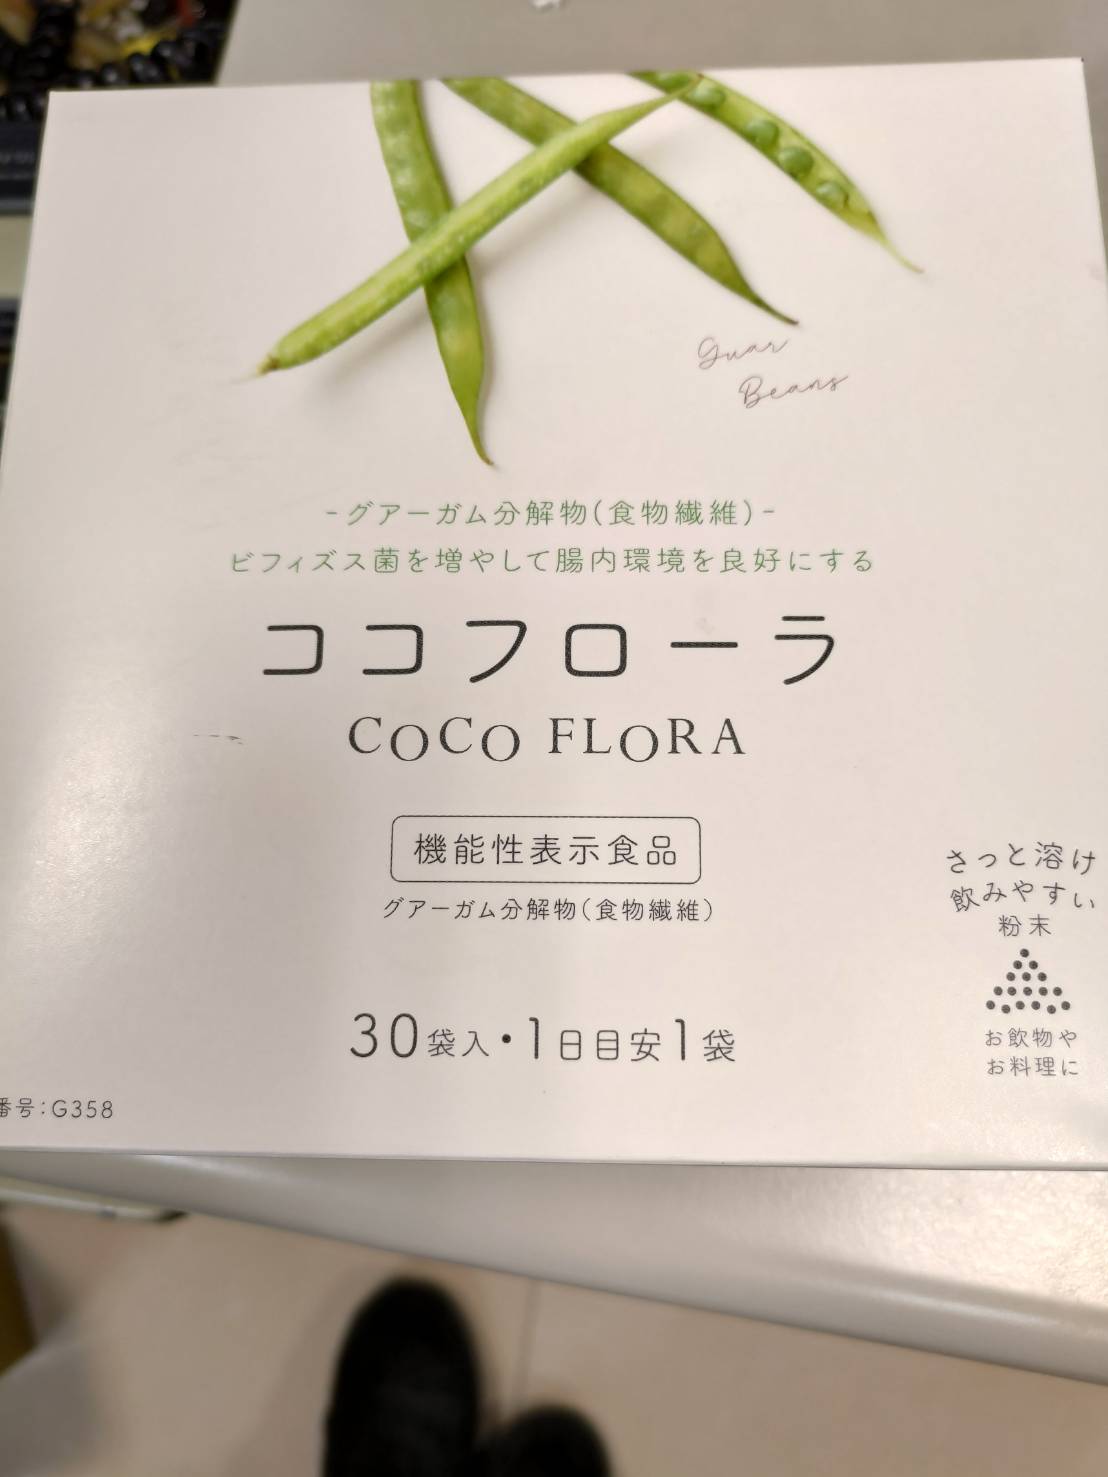 Guar
Beans
-グアーガム分解物(食物繊維)-
ビフィズス菌を増やして腸内環境を良好にする
ココフローラ
COCO FLORA
機能性表示食品
グアーガム分解物(食物繊維)
さっと溶け
飲みやすい
粉末
30袋入・1日目安1袋
お飲物や
お料理に
番号:G358